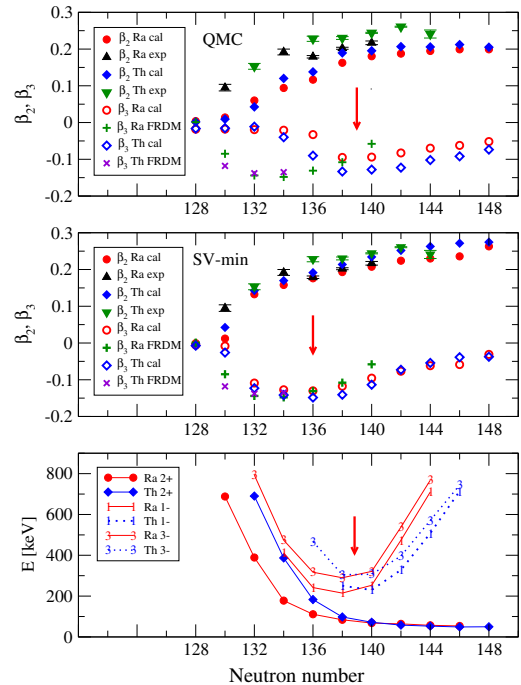 0.3
QMC
0.2
0.1
0
-0.1
-0.2
β2, β3
β2 Ra cal
β2 Ra exp
β2 Th cal
β2 Th exp
β3 Ra cal
β3 Ra FRDM
β3 Th cal
β3 Th FRDM
128 132 136 140 144 148
0.3
SV-min
0.2
0.1
0
-0.1
-0.2
β2, β3
β2 Ra cal
β2 Ra exp
β2 Th cal
β2 Th exp
β3 Ra cal
β3 Ra FRDM
β3 Th cal
β3 Th FRDM
128 132 136 140 144 148
800
600
400
200
0
E [keV]
Ra 2+
Th 2+
Ra 1-
Th 1-
Ra 3-
Th 3-
128 132 136 140 144 148
Neutron number